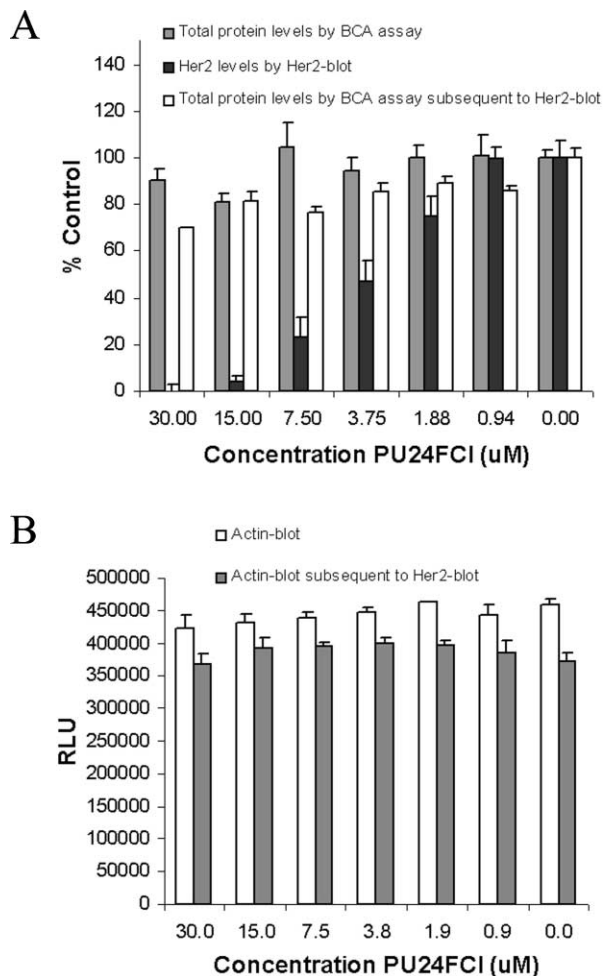 A
Total protein levels by BCA assay
Her2 levels by Her2-blot
Total protein levels by BCA assay subsequent to Her2-blot
140
120
100
80
60
40
20
0
% Control
30.00 15.00 7.50 3.75 1.88 0.94 0.00
Concentration PU24FCl (uM)
B
Actin-blot
Actin-blot subsequent to Her2-blot
500000
450000
400000
350000
300000
250000
200000
150000
100000
50000
0
RLU
30.0 15.0 7.5 3.8 1.9 0.9 0.0
Concentration PU24FCl (uM)